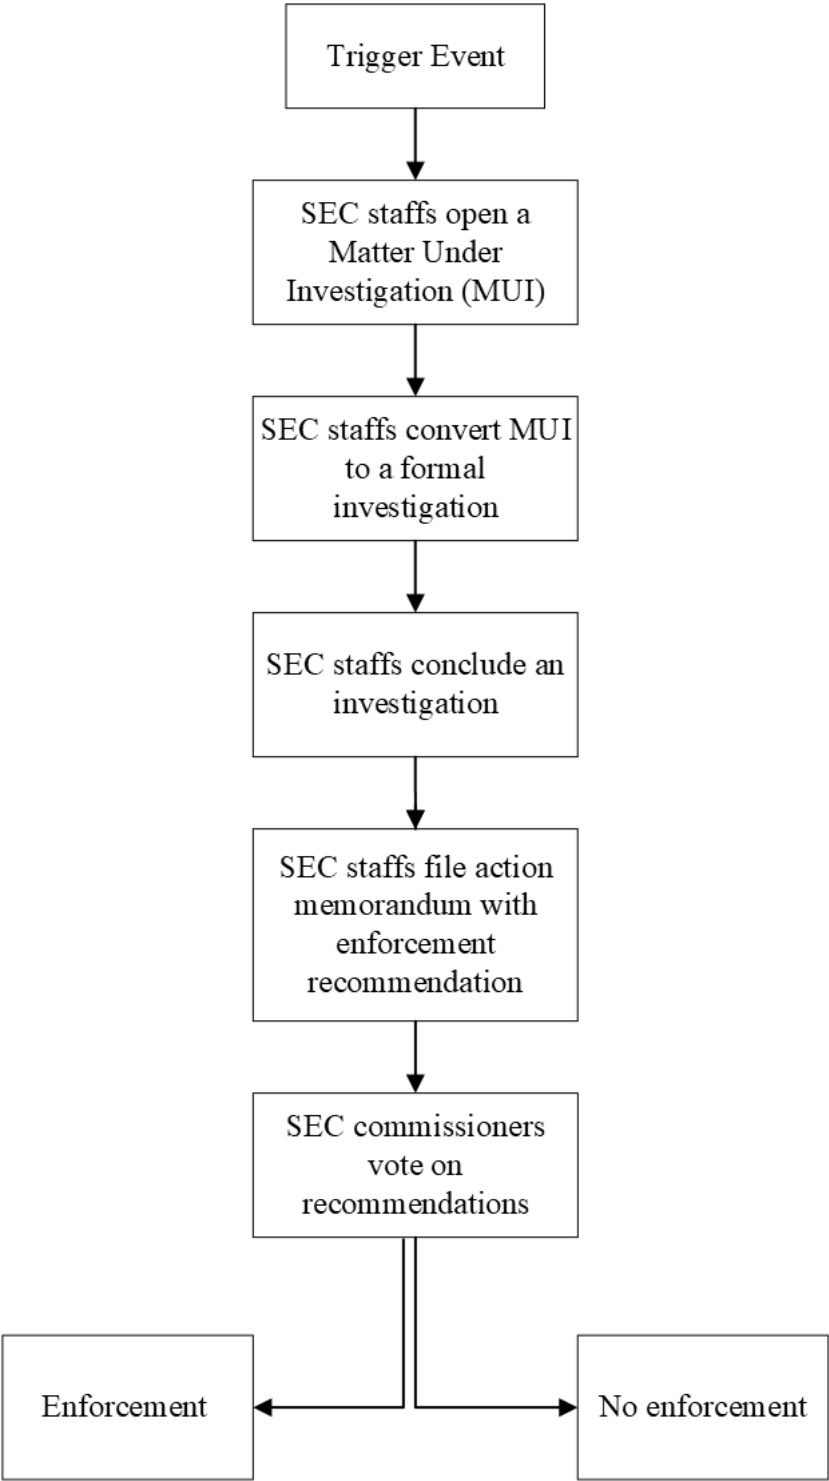 Trigger Event
SEC staffs open a
Matter Under
Investigation (MUI)
SEC staffs convert MUI
to a formal
investigation
SEC staffs conclude an
investigation
SEC staffs file action
memorandum with
enforcement
recommendation
SEC commissioners
vote on
recommendations
Enforcement
No enforcement